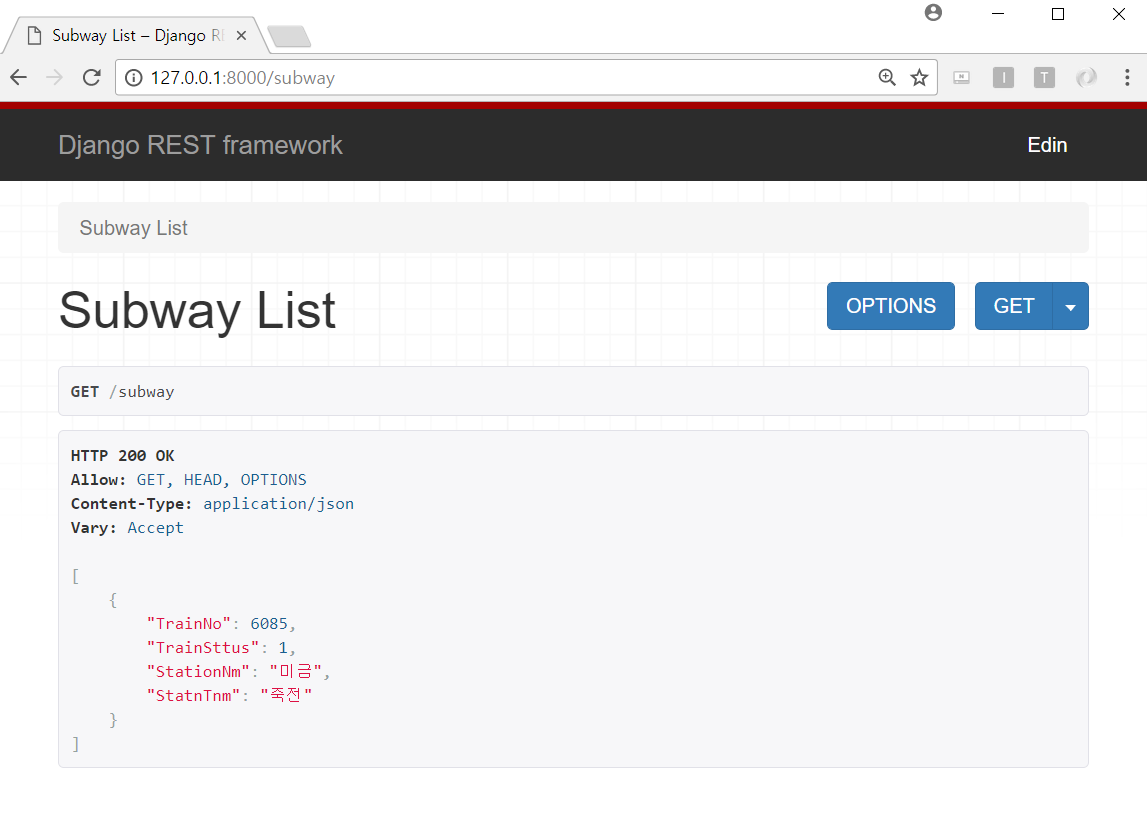 Subway List – Django R
127.0.0.1:8000/subway
I
T
Django REST framework
Edin
Subway List
Subway List
OPTIONS
GET
GET /subway
HTTP 200 OK
Allow: GET, HEAD, OPTIONS
Content-Type: application/json
Vary: Accept
[
{
"TrainNo": 6085,
"TrainSttus": 1,
"StationNm": "미금",
"StatnTnm": "죽전"
}
]